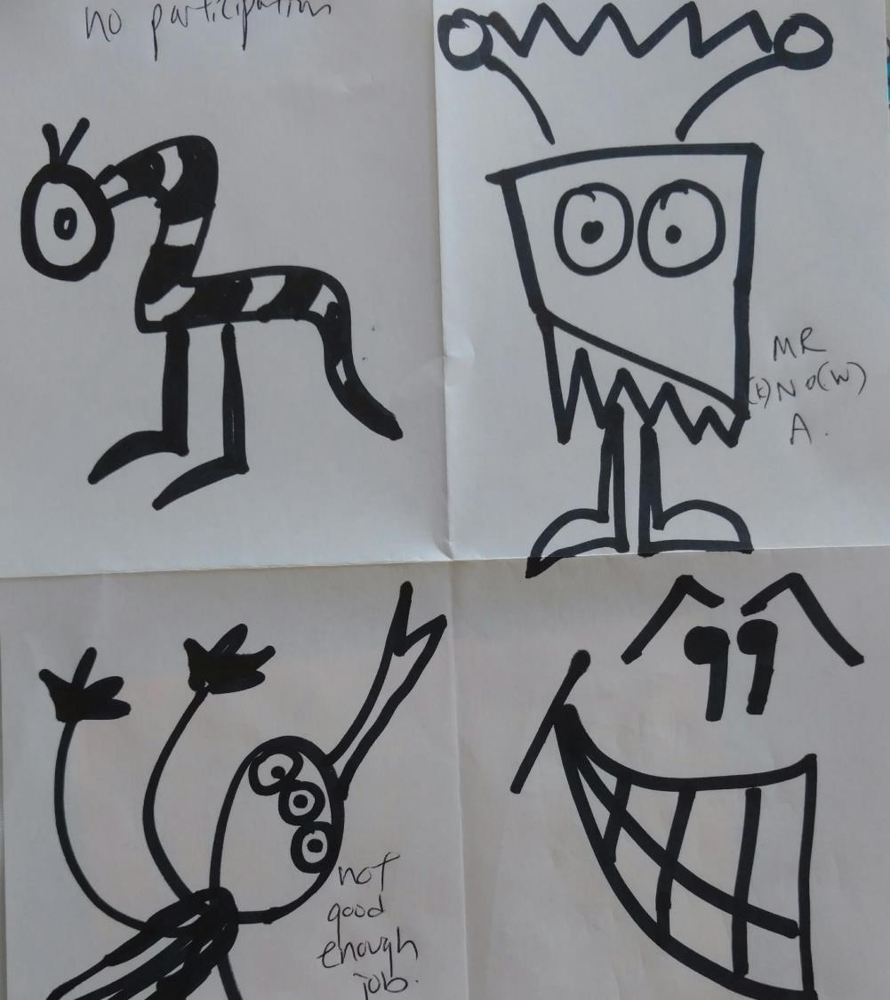 no participation
MR
(K)NO(W)
A.
not
good
enough
job.